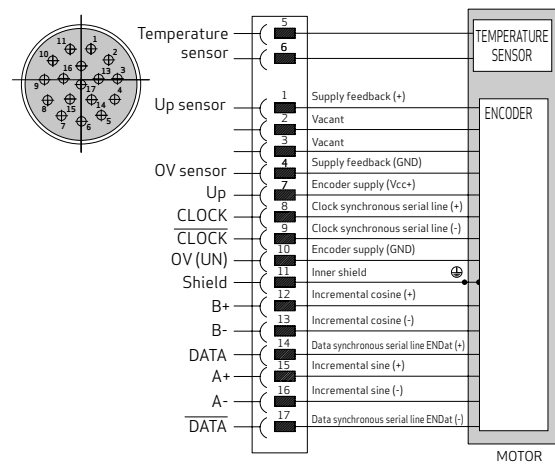 11 1
10 2
16 13 3
9 17
8 15 14 4
7 6 5
Temperature sensor
5
6
TEMPERATURE
SENSOR
Up sensor 1 Supply feedback (+)
ENCODER
2 Vacant
3 Vacant
OV sensor 4 Supply feedback (GND)
Up 7 Encoder supply (Vcc+)
CLOCK 8 Clock synchronous serial line (+)
CLOCK 9 Clock synchronous serial line (-)
OV (UN) 10 Encoder supply (GND)
Shield 11 Inner shield
B+ 12 Incremental cosine (+)
B- 13 Incremental cosine (-)
DATA 14 Data synchronous serial line ENDat (+)
A+ 15 Incremental sine (+)
A- 16 Incremental sine (-)
DATA 17 Data synchronous serial line ENDat (-)
MOTOR